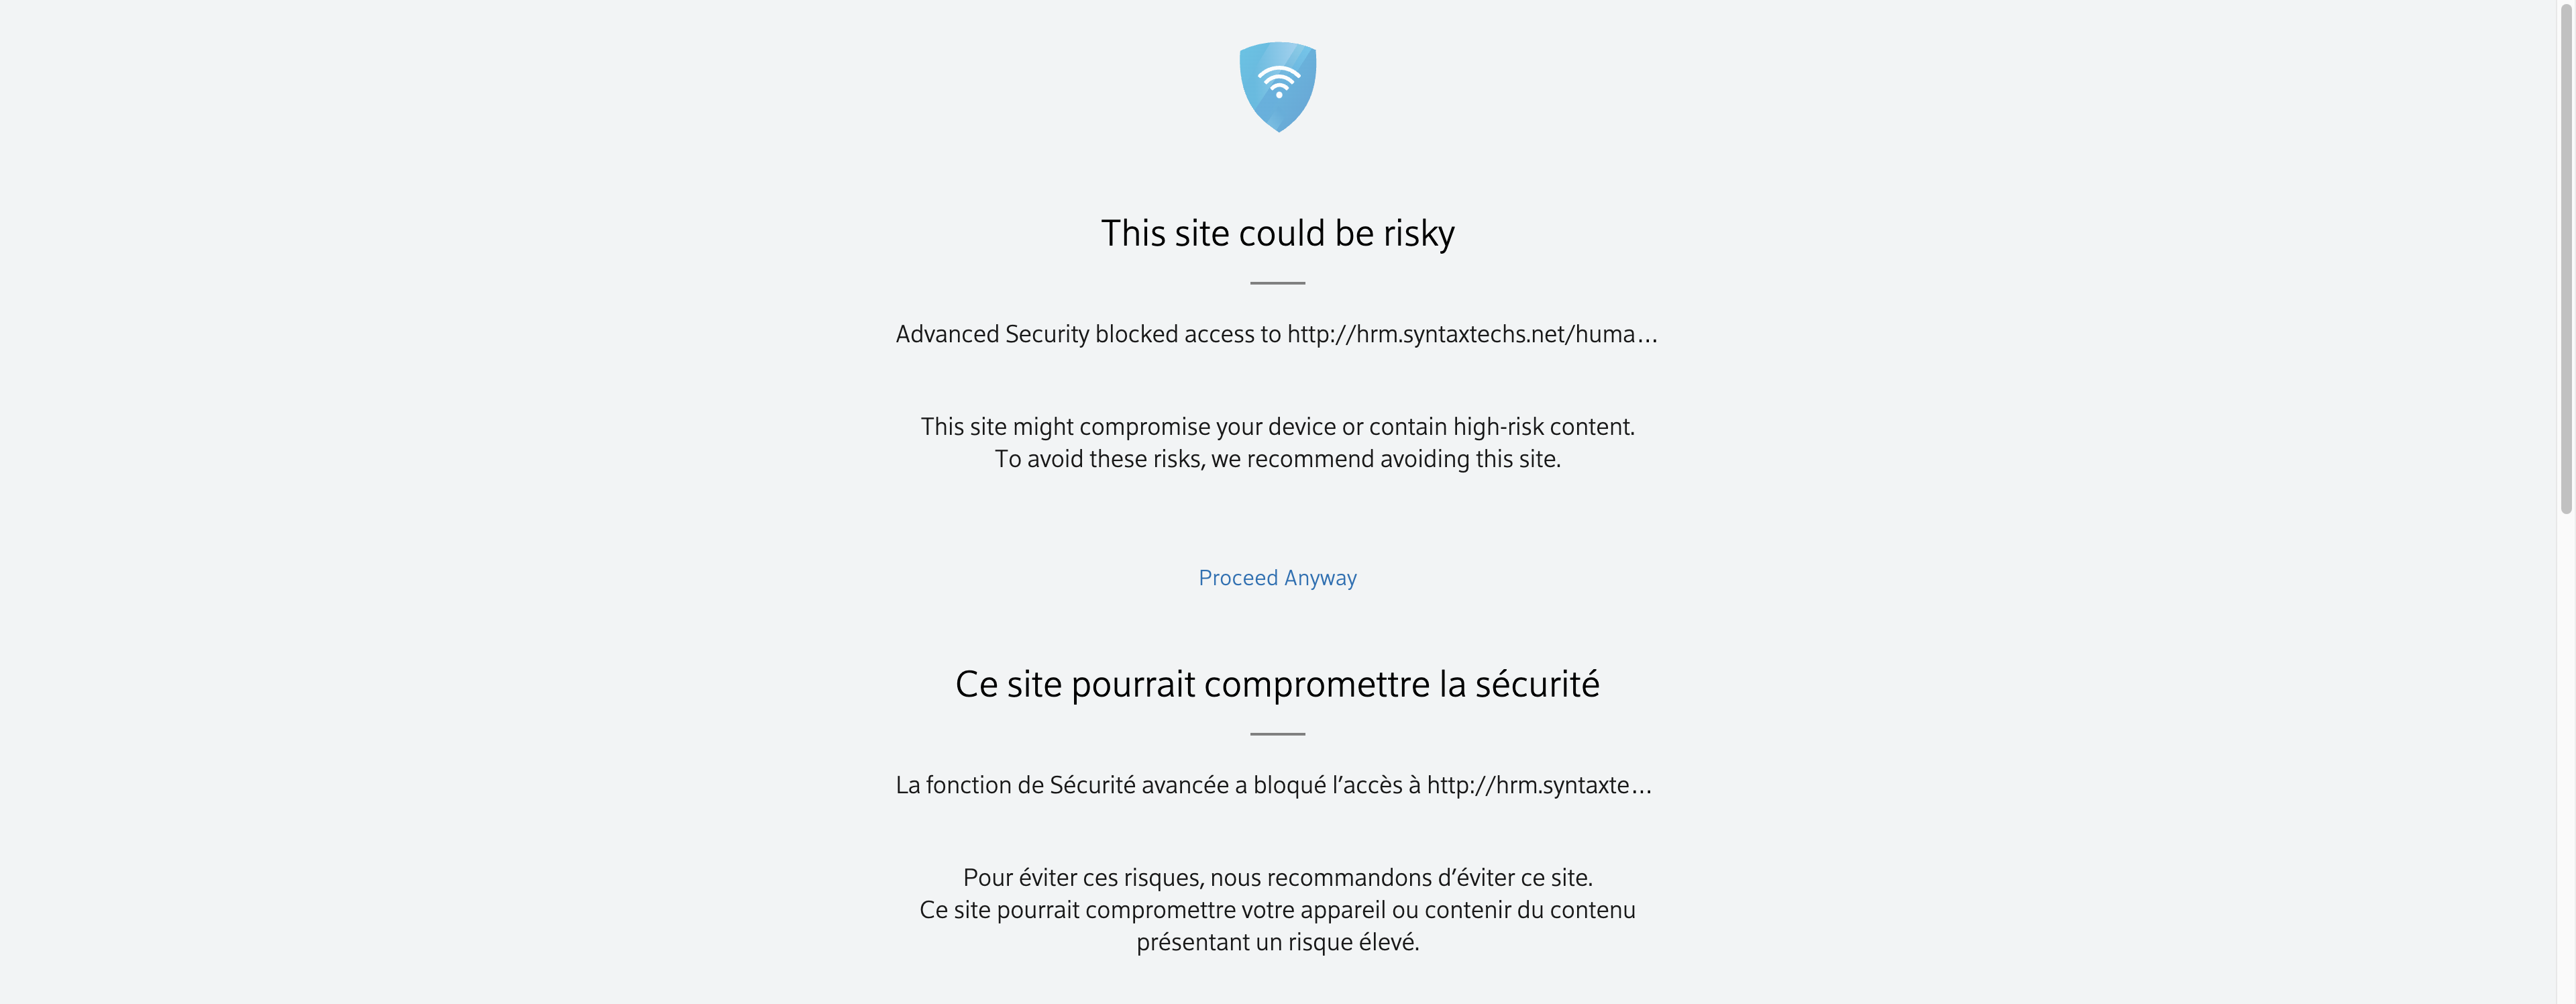 This site could be risky
Advanced Security blocked access to http://hrm.syntaxtechs.net/huma...
This site might compromise your device or contain high-risk content.
To avoid these risks, we recommend avoiding this site.
Proceed Anyway
Ce site pourrait compromettre la sécurité
La fonction de Sécurité avancée a bloqué l’accès à http://hrm.syntaxte...
Pour éviter ces risques, nous recommandons d’éviter ce site.
Ce site pourrait compromettre votre appareil ou contenir du contenu
présentant un risque élevé.